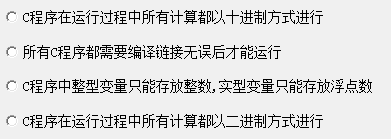 C程序在运行过程中所有计算都以十进制方式进行
所有C程序都需要编译链接无误后才能运行
C程序中整型变量只能存放整数,实型变量只能存放浮点数
C程序在运行过程中所有计算都以二进制方式进行